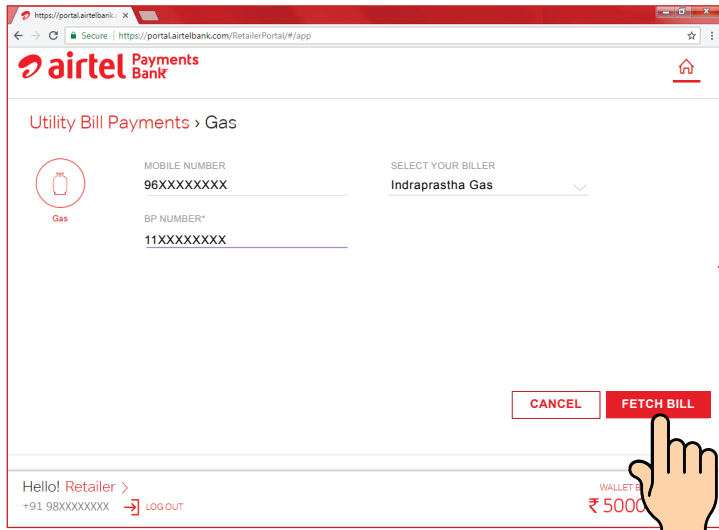 https://portal.airtelbank.
Secure | https://portal.airtelbank.com/RetailerPortal/#/app
airtel Payments Bank
Utility Bill Payments › Gas
MOBILE NUMBER
96XXXXXXXX
SELECT YOUR BILLER
Indraprastha Gas
Gas
BP NUMBER*
11XXXXXXXX
CANCEL
FETCH BILL
Hello! Retailer >
+91 98XXXXXXXX
LOG OUT
WALLET
₹ 5000